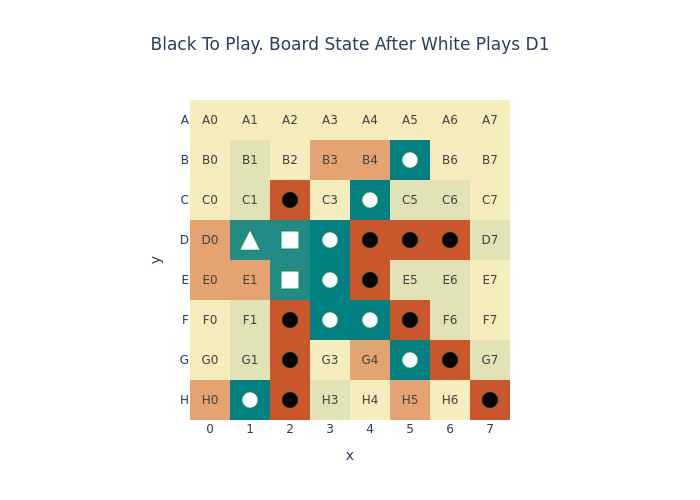 Black To Play. Board State After White Plays D1
A A0 A1 A2 A3 A4 A5 A6 A7
B B0 B1 B2 B3 B4 B6 B7
C C0 C1 C3 C5 C6 C7
D D0 D7
E E0 E1 E5 E6 E7
F F0 F1 F6 F7
G G0 G1 G3 G4 G7
H H0 H3 H4 H5 H6
0 1 2 3 4 5 6 7
x
y